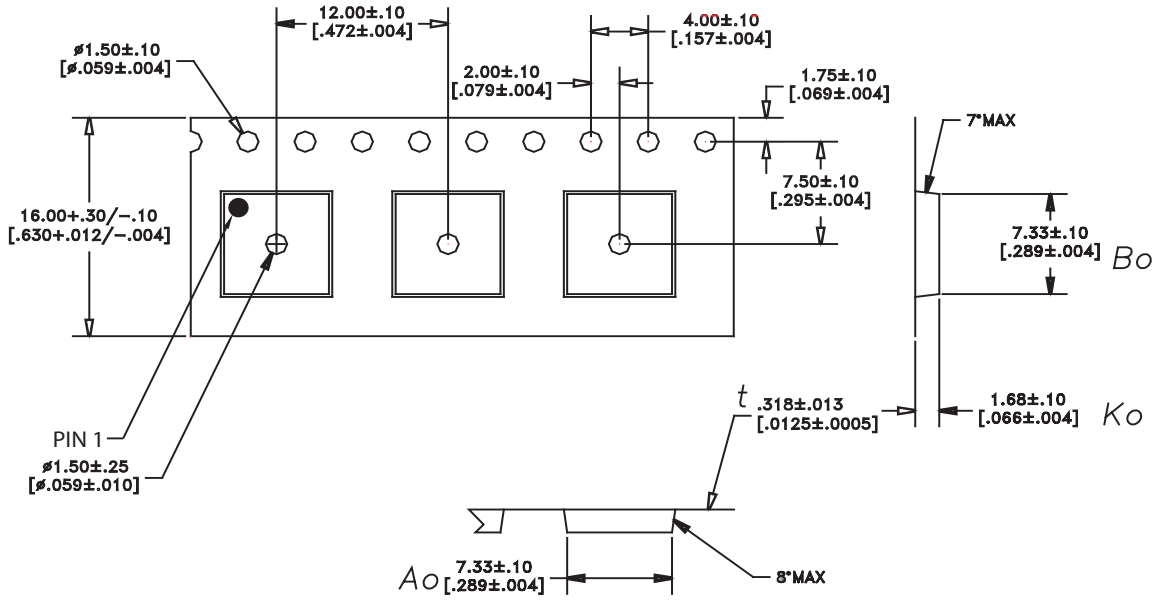 12.00±.10
[.472±.004]
4.00±.10
[.157±.004]
ø1.50±.10
[ø.059±.004]
2.00±.10
[.079±.004]
1.75±.10
[.069±.004]
7°MAX
7.50±.10
[.295±.004]
16.00+.30/−.10
[.630+.012/−.004]
7.33±.10
[.289±.004]
Bo
t
.318±.013
[.0125±.0005]
1.68±.10
[.066±.004]
Ko
PIN 1
ø1.50±.25
[ø.059±.010]
Ao
7.33±.10
[.289±.004]
8°MAX